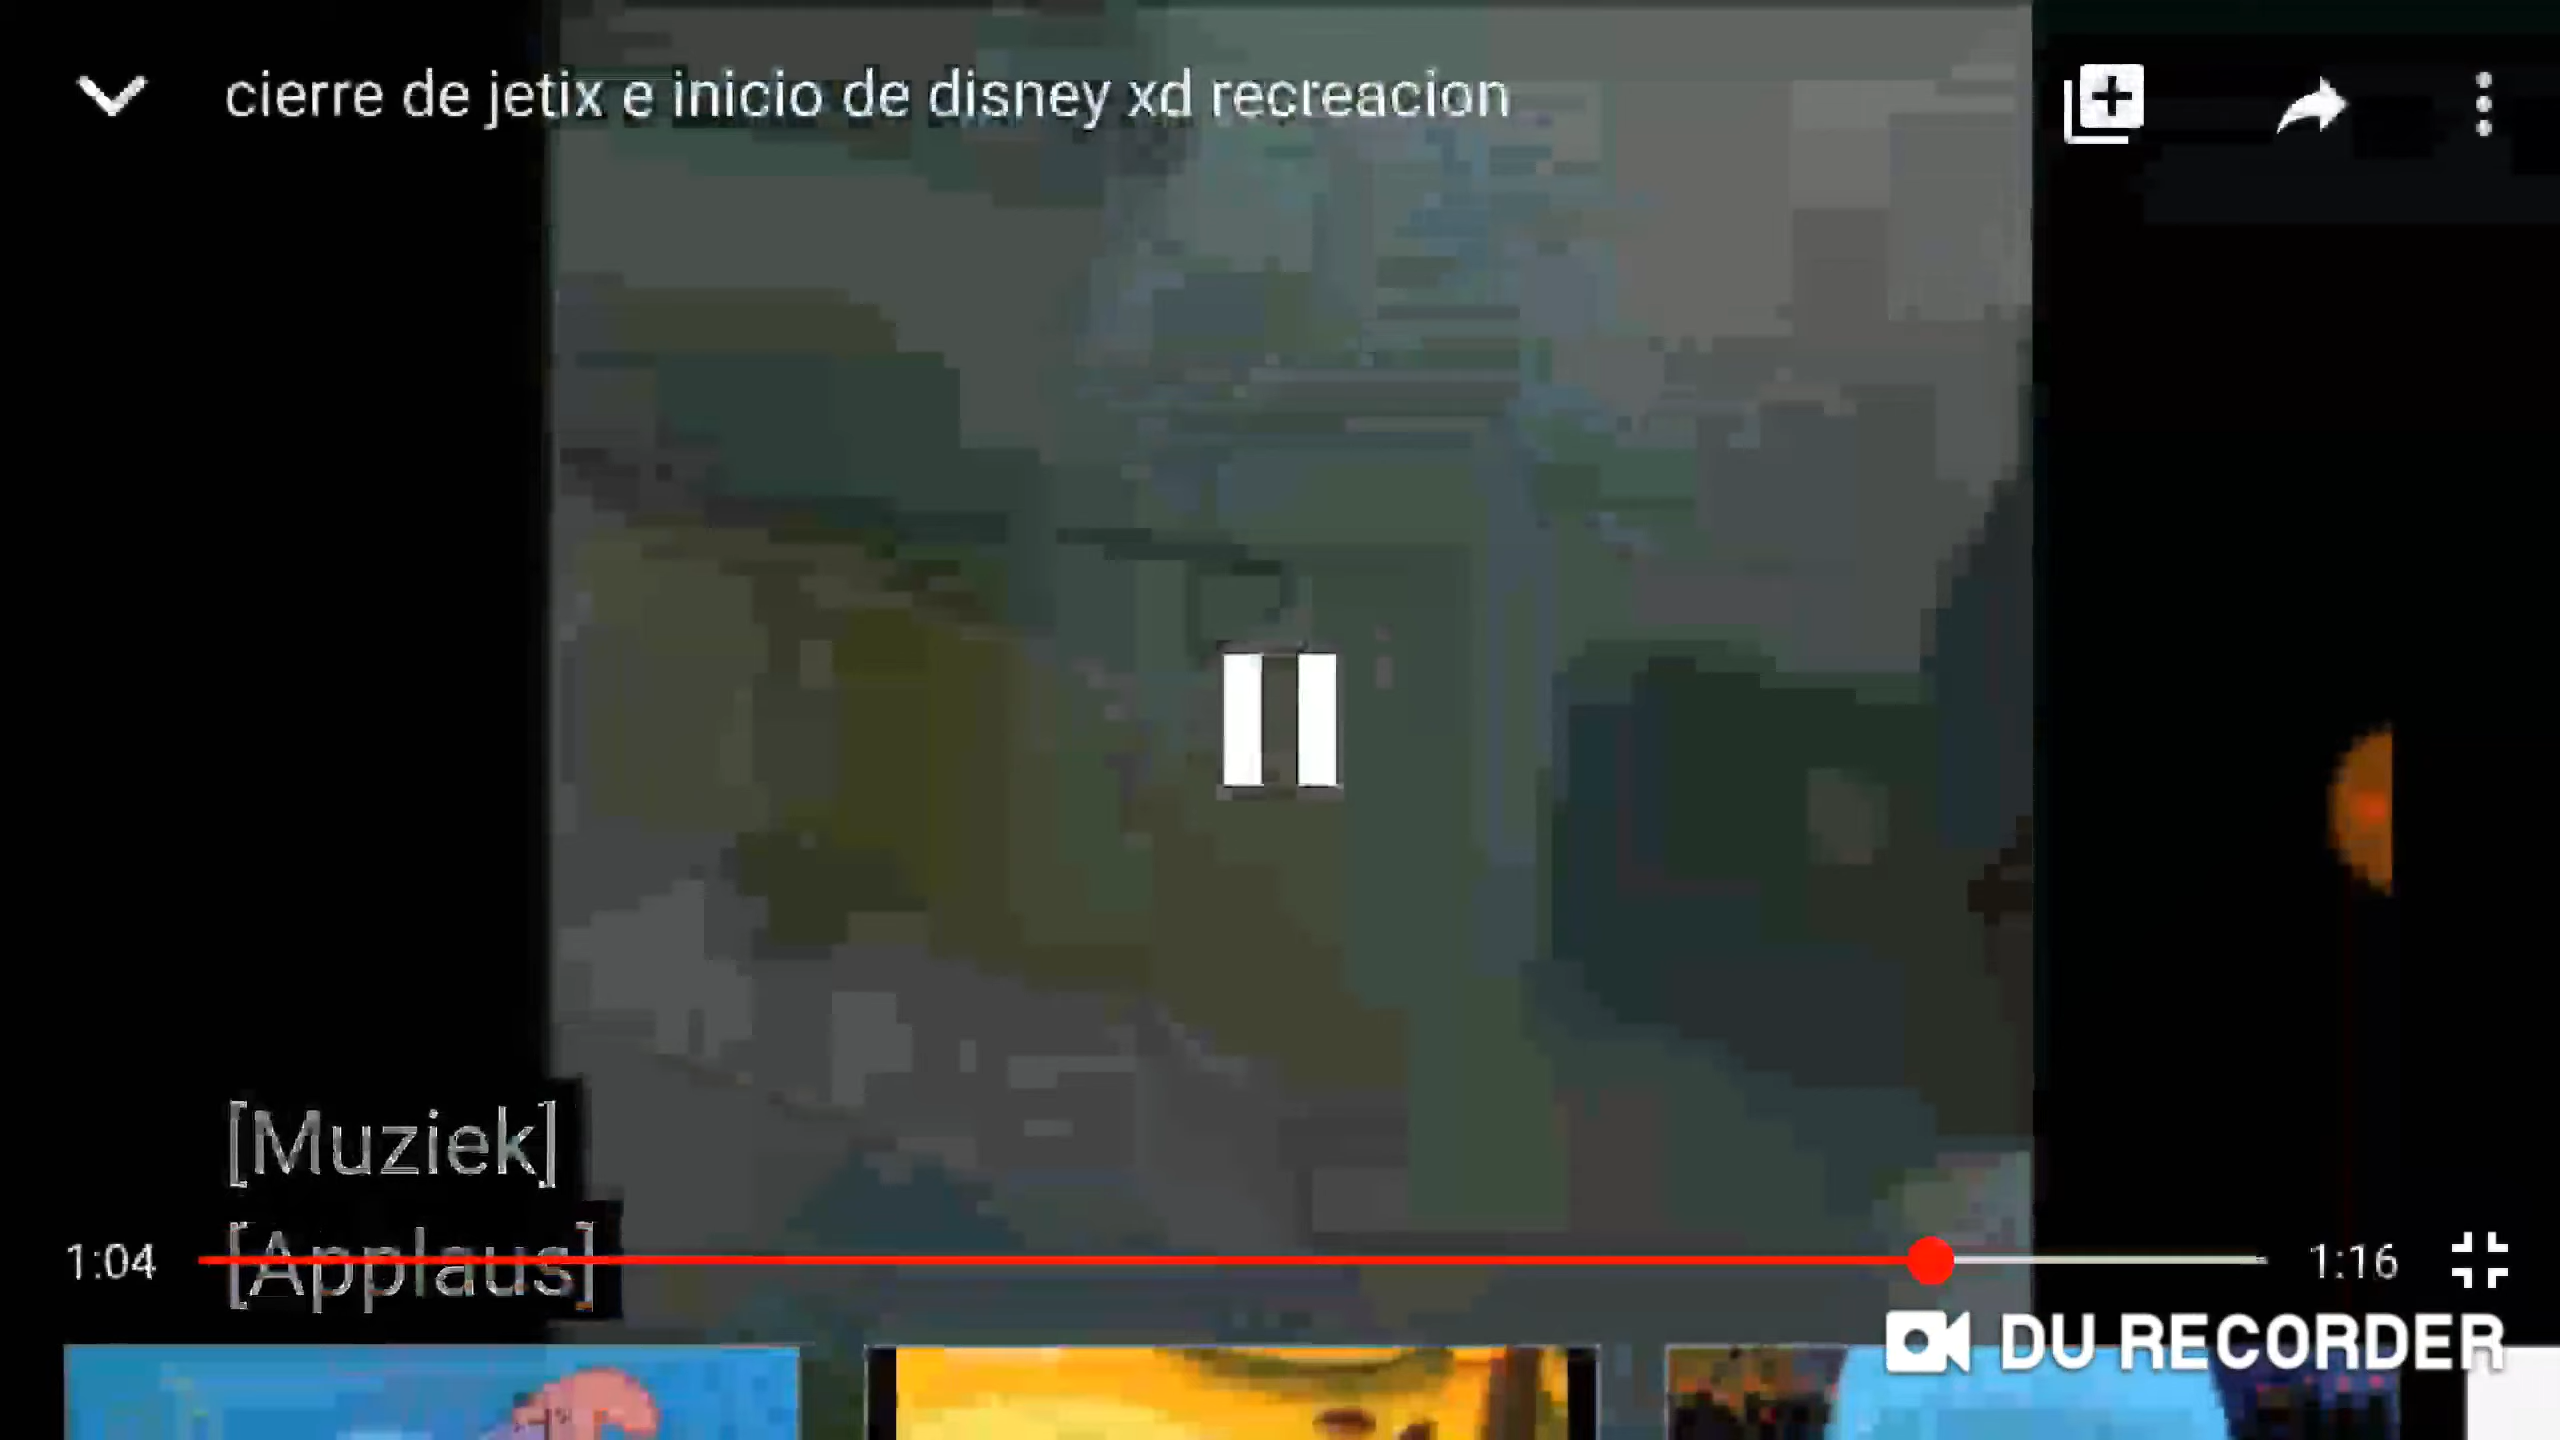 cierre de jetix e inicio de disney xd recreacion
[Muziek]
[Applaus]
1:04
1:16
DU RECORDER